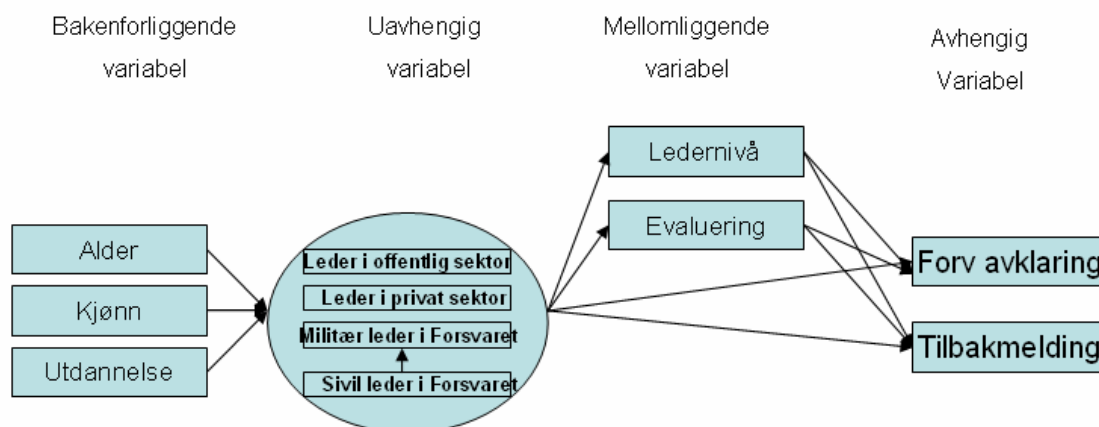 Bakenforliggende
variabel
Uavhengig
variabel
Mellomliggende
variabel
Avhengig
Variabel
Alder
Kjønn
Utdannelse
Leder i offentlig sektor
Leder i privat sektor
Militær leder i Forsvaret
Sivil leder i Forsvaret
Ledernivå
Evaluering
Forv avklaring
Tilbakmelding